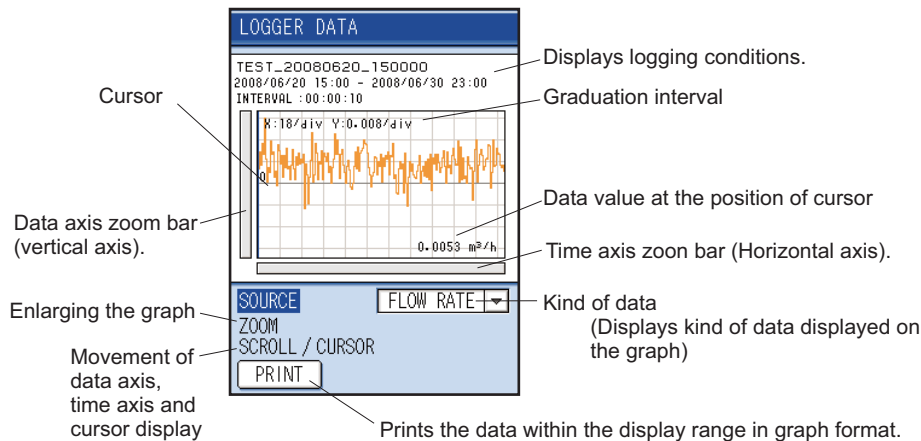 LOGGER DATA
TEST_20080620_150000
2008/06/20 15:00 - 2008/06/30 23:00
INTERVAL :00:00:10
X:18/div Y:0.008/div
0
0.0053 m³/h
SOURCE
FLOW RATE
ZOOM
SCROLL / CURSOR
PRINT
Cursor
Data axis zoom bar
(vertical axis).
Enlarging the graph
Movement of
data axis,
time axis and
cursor display
Displays logging conditions.
Graduation interval
Data value at the position of cursor
Time axis zoon bar (Horizontal axis).
Kind of data
(Displays kind of data displayed on
the graph)
Prints the data within the display range in graph format.